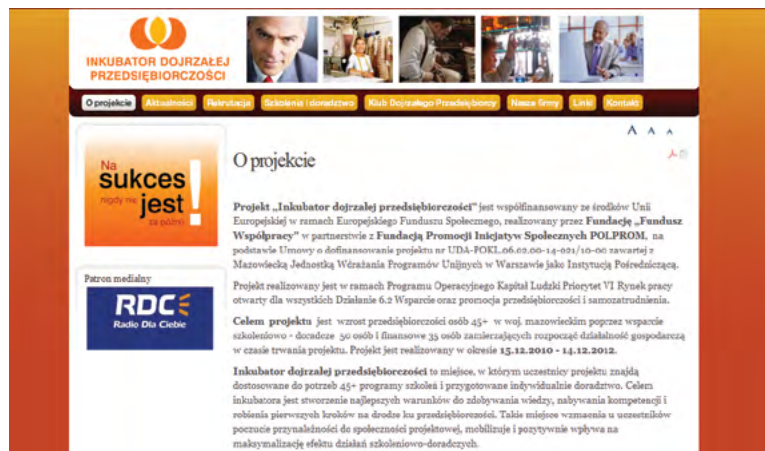 INKUBATOR DOJRZAŁEJ
PRZEDSIĘBIORCZOŚCI
O projekcie Aktualności Rekrutacja Szkolenia i doradztwo Klub Dojrzałego Przedsiębiorcy Nasze firmy Linki Kontakt
A A A
Na
sukces
nigdy nie
jest
za późno
!
Patron medialny
RDC
Radio Dla Ciebie
O projekcie
Projekt „Inkubator dojrzałej przedsiębiorczości" jest współfinansowany ze środków Unii
Europejskiej w ramach Europejskiego Funduszu Społecznego, realizowany przez Fundację „Fundusz
Współpracy" w partnerstwie z Fundacją Promocji Inicjatyw Społecznych POLPROM, na
podstawie Umowy o dofinansowanie projektu nr UDA-POKL.06.02.00-14-021/10-00 zawartej z
Mazowiecką Jednostką Wdrażania Programów Unijnych w Warszawie jako Instytucją Pośredniczącą.
Projekt realizowany jest w ramach Programu Operacyjnego Kapitał Ludzki Priorytet VI Rynek pracy
otwarty dla wszystkich Działanie 6.2 Wsparcie oraz promocja przedsiębiorczości i samozatrudnienia.
Celem projektu jest wzrost przedsiębiorczości osób 45+ w woj. mazowieckim poprzez wsparcie
szkoleniowo - doradcze 50 osób i finansowe 35 osób zamierzających rozpocząć działalność gospodarczą
w czasie trwania projektu. Projekt jest realizowany w okresie 15.12.2010 - 14.12.2012.
Inkubator dojrzałej przedsiębiorczości to miejsce, w którym uczestnicy projektu znajdą
dostosowane do potrzeb 45+ programy szkoleń i przygotowane indywidualnie doradztwo. Celem
inkubatora jest stworzenie najlepszych warunków do zdobywania wiedzy, nabywania kompetencji i
robienia pierwszych kroków na drodze ku przedsiębiorczości. Takie miejsce wzmacnia u uczestników
poczucie przynależności do społeczności projektowej, mobilizuje i pozytywnie wpływa na
maksymalizację efektu działań szkoleniowo-doradczych.